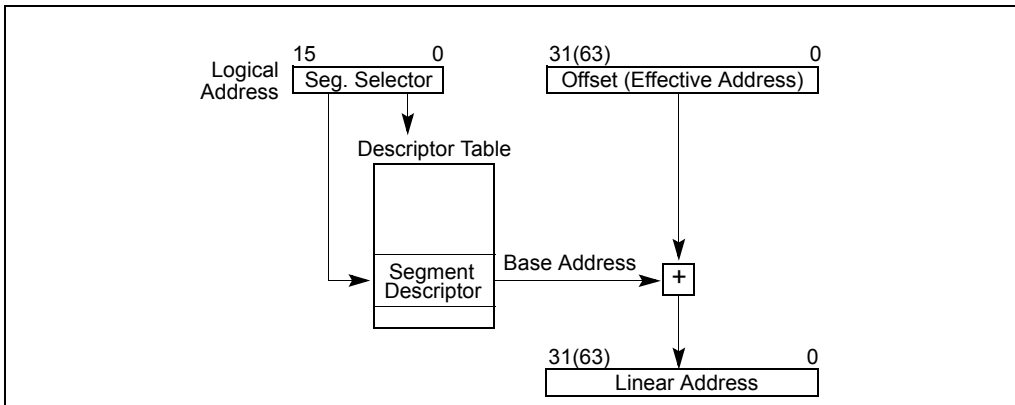 15 0
31(63) 0
Logical
Address
Seg. Selector
Offset (Effective Address)
Descriptor Table
Base Address
Segment
Descriptor
+
31(63) 0
Linear Address